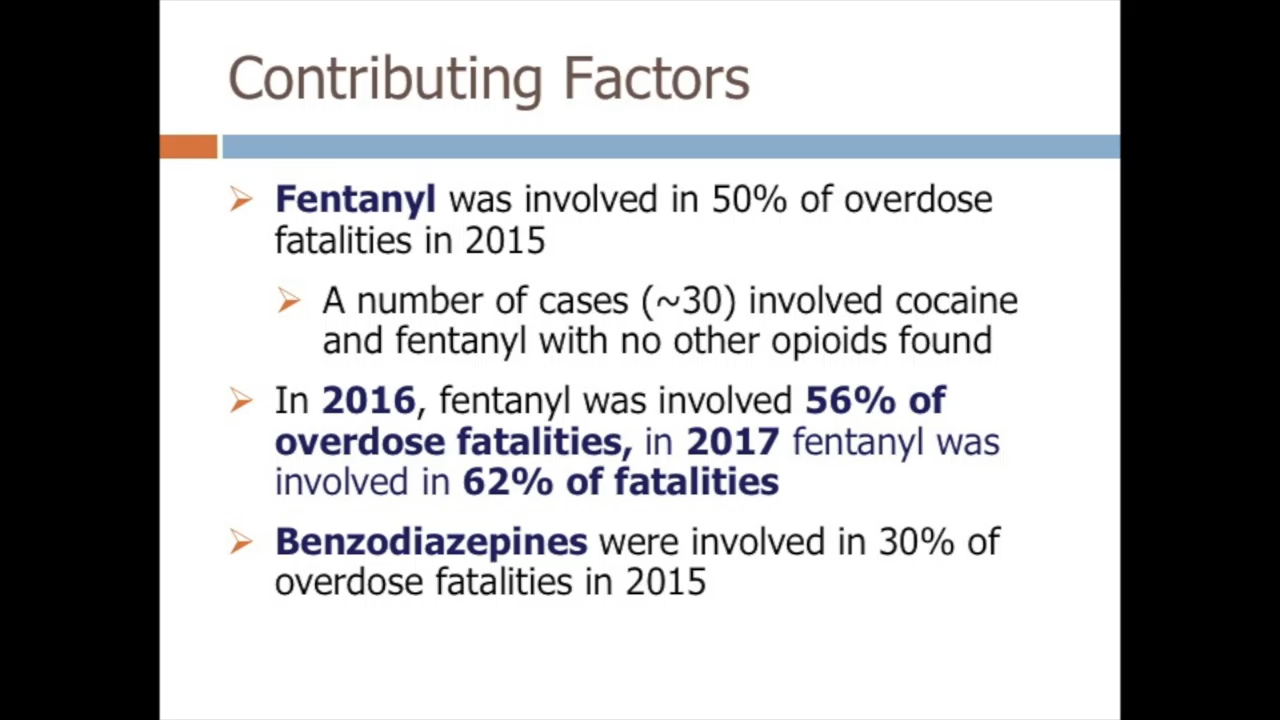 Contributing Factors
Fentanyl was involved in 50% of overdose
fatalities in 2015
A number of cases (~30) involved cocaine
and fentanyl with no other opioids found
In 2016, fentanyl was involved 56% of
overdose fatalities, in 2017 fentanyl was
involved in 62% of fatalities
Benzodiazepines were involved in 30% of
overdose fatalities in 2015